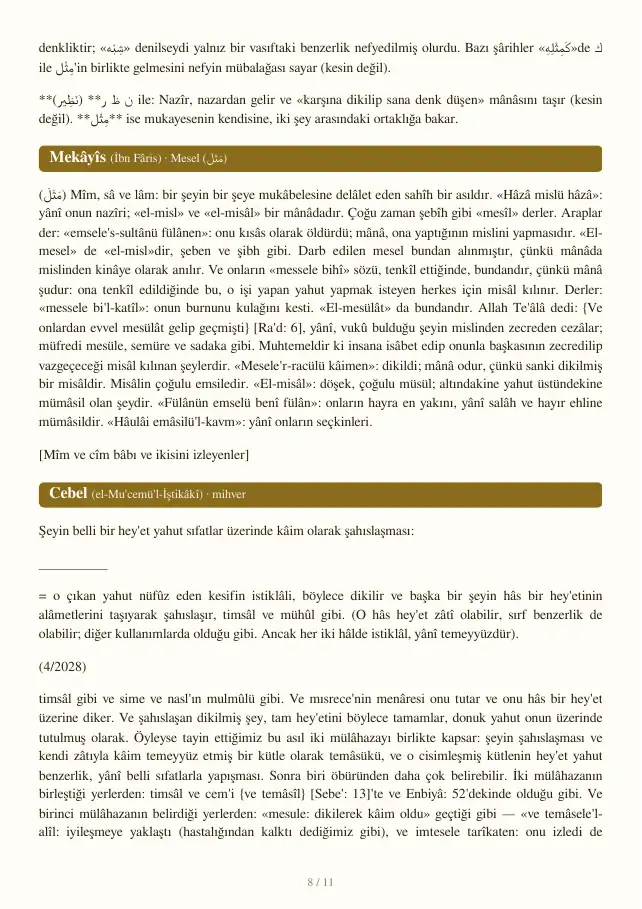 denkliktir; «شِبْه» denilseydi yalnız bir vasıftaki benzerlik nefyedilmiş olurdu. Bazı şârihler «كَمِثْلِهِ»de ك
ile مِثْل'in birlikte gelmesini nefyin mübalağası sayar (kesin değil).
**ن ظ ر** (نَظِير)** ile: Nazîr, nazardan gelir ve «karşına dikilip sana denk düşen» mânâsını taşır (kesin
değil). **مِثْل** ise mukayesenin kendisine, iki şey arasındaki ortaklığa bakar.
Mekâyîs (İbn Fâris) · Mesel (مَثَل)
(مَثَل) Mîm, sâ ve lâm: bir şeyin bir şeye mukâbelesine delâlet eden sahîh bir asıldır. «Hâzâ mislü hâzâ»:
yânî onun nazîri; «el-misl» ve «el-misâl» bir mânâdadır. Çoğu zaman şebîh gibi «mesîl» derler. Araplar
der: «emsele's-sultânü fülânen»: onu kısâs olarak öldürdü; mânâ, ona yaptığının mislini yapmasıdır. «El-
mesel» de «el-misl»dir, şeben ve şibh gibi. Darb edilen mesel bundan alınmıştır, çünkü mânâda
mislinden kinâye olarak anılır. Ve onların «messele bihî» sözü, tenkîl ettiğinde, bundandır, çünkü mânâ
şudur: ona tenkîl edildiğinde bu, o işi yapan yahut yapmak isteyen herkes için misâl kılınır. Derler:
«messele bi'l-katîl»: onun burnunu kulağını kesti. «El-mesülât» da bundandır. Allah Te'âlâ dedi: {Ve
onlardan evvel mesülât gelip geçmişti} [Ra'd: 6], yânî, vukû bulduğu şeyin mislinden zecreden cezâlar;
müfredi mesüle, semüre ve sadaka gibi. Muhtemeldir ki insana isâbet edip onunla başkasının zecredilip
vazgeçeceği misâl kılınan şeylerdir. «Mesele'r-racülü kâimen»: dikildi; mânâ odur, çünkü sanki dikilmiş
bir misâldir. Misâlin çoğulu emsiledir. «El-misâl»: döşek, çoğulu müsül; altındakine yahut üstündekine
mümâsil olan şeydir. «Fülânün emselü benî fülân»: onların hayra en yakını, yânî salâh ve hayır ehline
mümâsildir. «Hâulâi emâsilü'l-kavm»: yânî onların seçkinleri.
[Mîm ve cîm bâbı ve ikisini izleyenler]
Cebel (el-Mu'cemü'l-İştikâkî) · mihver
Şeyin belli bir hey'et yahut sıfatlar üzerinde kâim olarak şahıslaşması:
___________
= o çıkan yahut nüfûz eden kesifin istiklâli, böylece dikilir ve başka bir şeyin hâs bir hey'etinin
alâmetlerini taşıyarak şahıslaşır, timsâl ve mühûl gibi. (O hâs hey'et zâtî olabilir, sırf benzerlik de
olabilir; diğer kullanımlarda olduğu gibi. Ancak her iki hâlde istiklâl, yânî temeyyüzdür).
(4/2028)
timsâl gibi ve sime ve nasl'ın mulmûlü gibi. Ve mısrece'nin menâresi onu tutar ve onu hâs bir hey'et
üzerine diker. Ve şahıslaşan dikilmiş şey, tam hey'etini böylece tamamlar, donuk yahut onun üzerinde
tutulmuş olarak. Öyleyse tayin ettiğimiz bu asıl iki mülâhazayı birlikte kapsar: şeyin şahıslaşması ve
kendi zâtıyla kâim temeyyüz etmiş bir kütle olarak temâsükü, ve o cisimleşmiş kütlenin hey'et yahut
benzerlik, yânî belli sıfatlarla yapışması. Sonra biri öbüründen daha çok belirebilir. İki mülâhazanın
birleştiği yerlerden: timsâl ve cem'i {ve temâsîl} [Sebe': 13]'te ve Enbiyâ: 52'dekinde olduğu gibi. Ve
birinci mülâhazanın belirdiği yerlerden: «mesule: dikilerek kâim oldu» geçtiği gibi — «ve temâsele'l-
alîl: iyileşmeye yaklaştı (hastalığından kalktı dediğimiz gibi), ve imtesele tarîkaten: onu izledi de
8 / 11